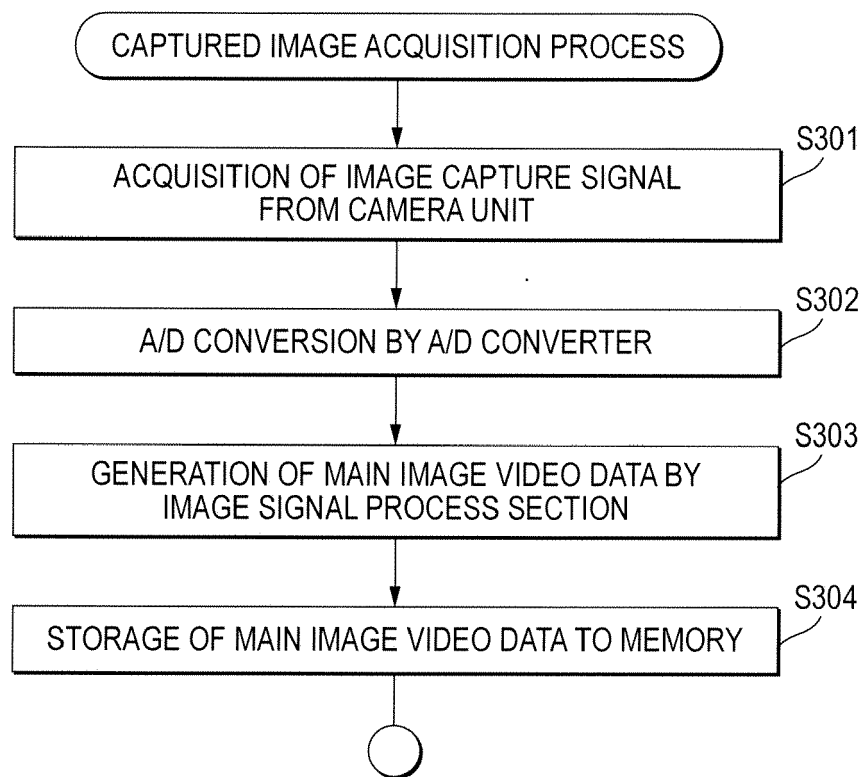 CAPTURED IMAGE ACQUISITION PROCESS
S301
ACQUISITION OF IMAGE CAPTURE SIGNAL
FROM CAMERA UNIT
S302
A/D CONVERSION BY A/D CONVERTER
S303
GENERATION OF MAIN IMAGE VIDEO DATA BY
IMAGE SIGNAL PROCESS SECTION
S304
STORAGE OF MAIN IMAGE VIDEO DATA TO MEMORY